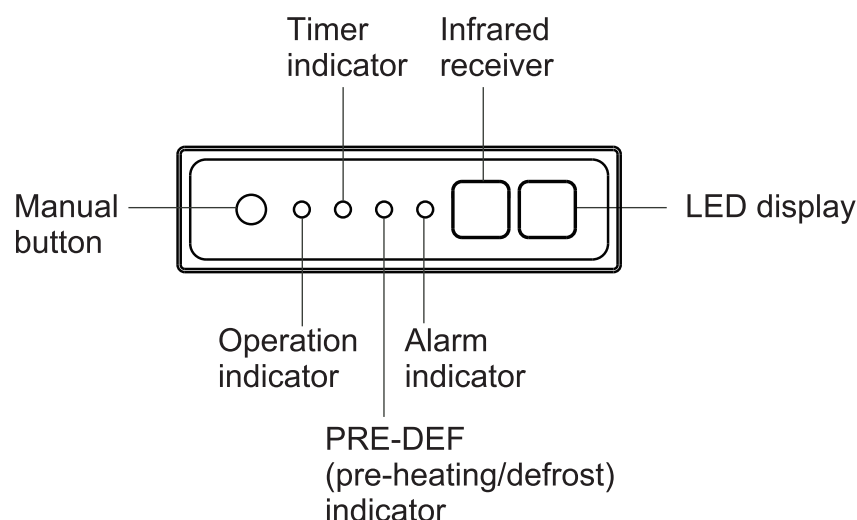 Timer
indicator
Infrared
receiver
Manual
button
LED display
Operation
indicator
Alarm
indicator
PRE-DEF
(pre-heating/defrost)
indicator